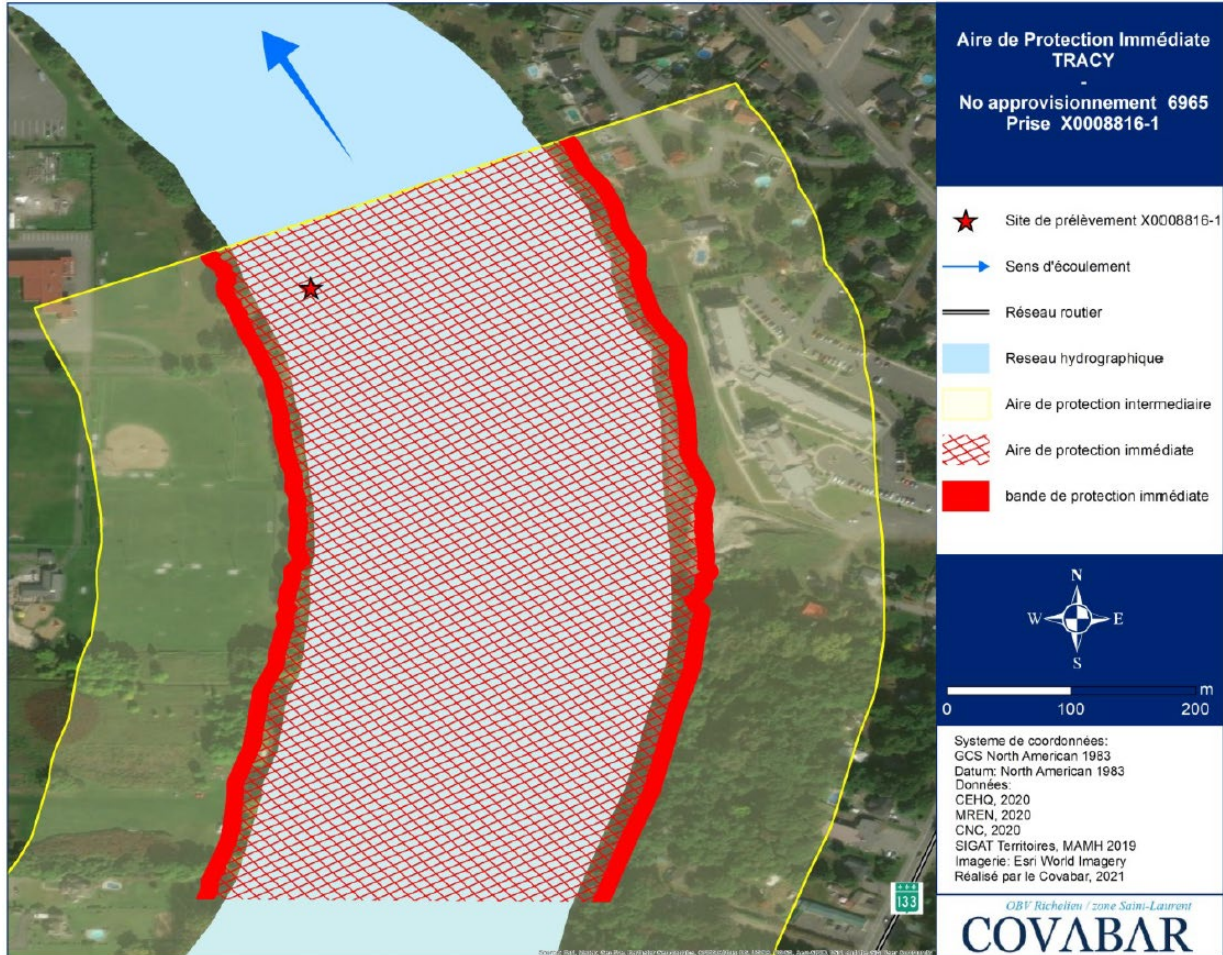 Aire de Protection Immédiate
TRACY
-
No approvisionnement 6965
Prise X0008816-1
Site de prélèvement X0008816-1
Sens d'écoulement
Réseau routier
Reseau hydrographique
Aire de protection intermediaire
Aire de protection immédiate
bande de protection immédiate
N
W E
S
m
0 100 200
Systeme de coordonnées:
GCS North American 1983
Datum: North American 1983
Données:
CEHQ, 2020
MREN, 2020
CNC, 2020
SIGAT Territoires, MAMH 2019
Imagerie: Esri World Imagery
Réalisé par le Covabar, 2021
133
OBV Richelieu / zone Saint-Laurent
COVABAR